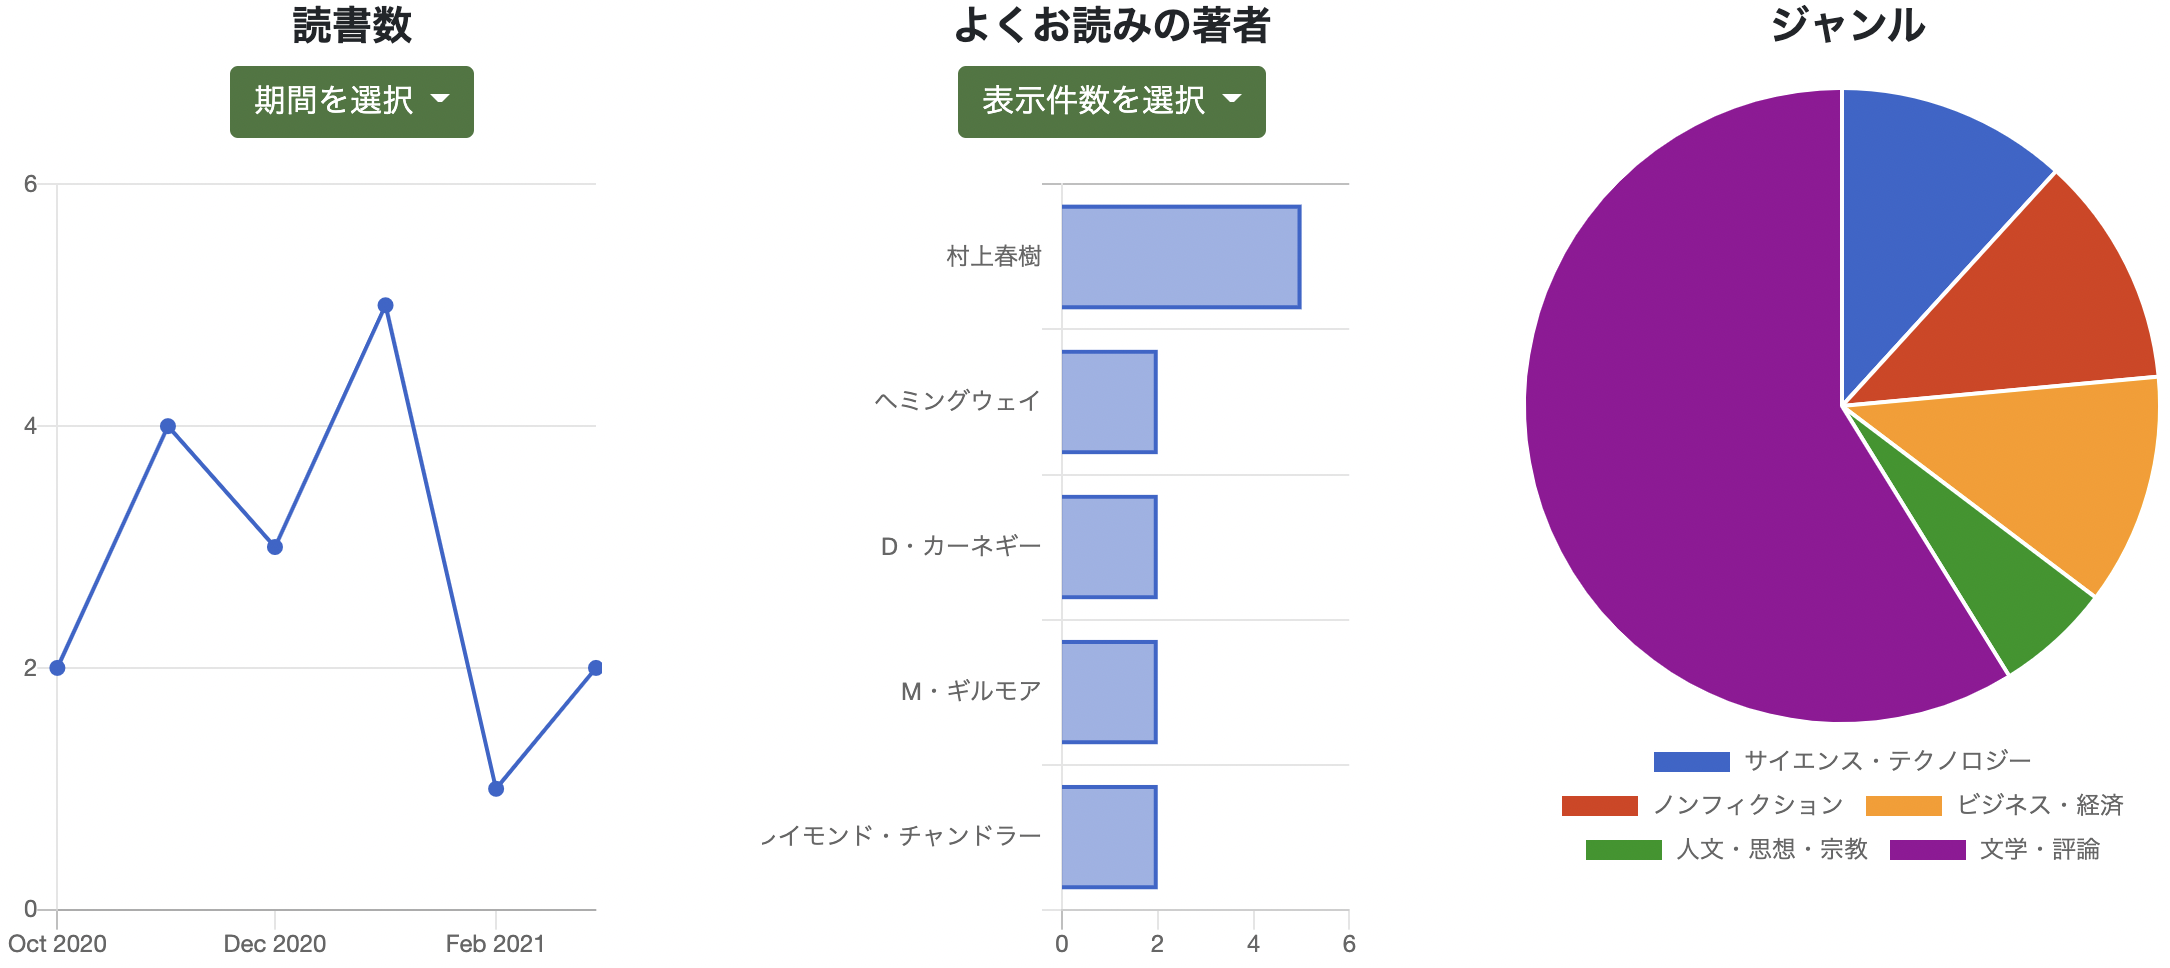 読書数
期間を選択
6
4
2
0
Oct 2020 Dec 2020 Feb 2021
よくお読みの著者
表示件数を選択
村上春樹
ヘミングウェイ
D・カーネギー
M・ギルモア
イモンド・チャンドラー
0 2 4 6
ジャンル
サイエンス・テクノロジー
ノンフィクション ビジネス・経済
人文・思想・宗教 文学・評論